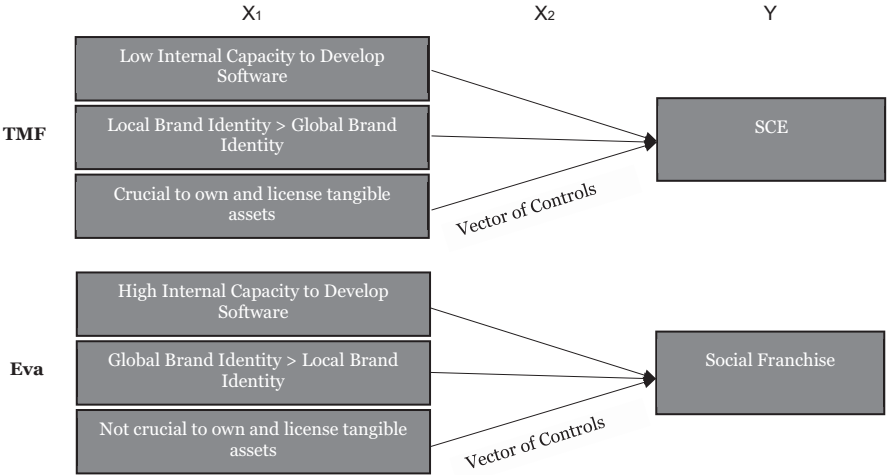 X₁ X₂ Y
Low Internal Capacity to Develop
Software
TMF
Local Brand Identity > Global Brand
Identity
SCE
Crucial to own and license tangible
assets
Vector of Controls
High Internal Capacity to Develop
Software
Eva
Global Brand Identity > Local Brand
Identity
Social Franchise
Not crucial to own and license tangible
assets
Vector of Controls